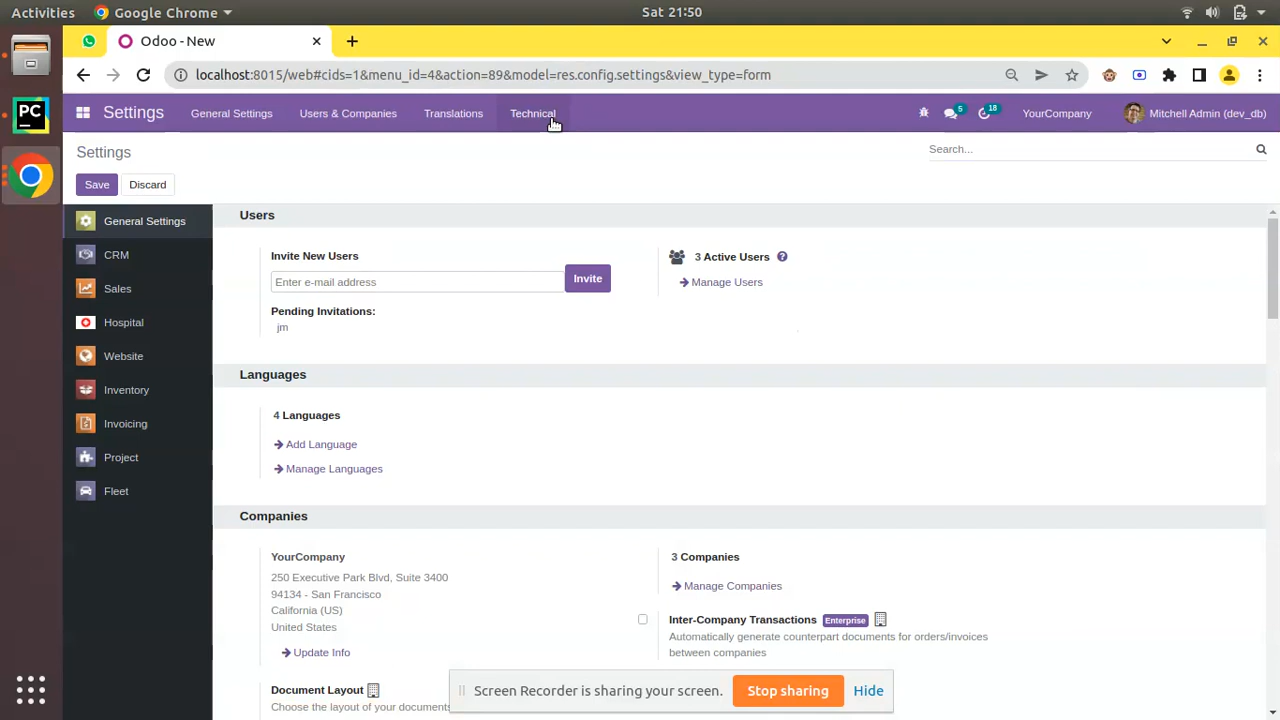 Activities Google Chrome Sat 21:50
Odoo - New
localhost:8015/web#cids=1&menu_id=4&action=89&model=res.config.settings&view_type=form
Settings General Settings Users & Companies Translations Technical 5 18 YourCompany Mitchell Admin (dev_db)
Settings Search...
Save Discard
General Settings
CRM
Sales
Hospital
Website
Inventory
Invoicing
Project
Fleet
Users
Invite New Users
Enter e-mail address Invite
Pending Invitations:
jm
3 Active Users
Manage Users
Languages
4 Languages
Add Language
Manage Languages
Companies
YourCompany
250 Executive Park Blvd, Suite 3400
94134 - San Francisco
California (US)
United States
Update Info
3 Companies
Manage Companies
Inter-Company Transactions Enterprise
Automatically generate counterpart documents for orders/invoices
between companies
Document Layout
Choose the layout of your documents
Screen Recorder is sharing your screen. Stop sharing Hide
PC